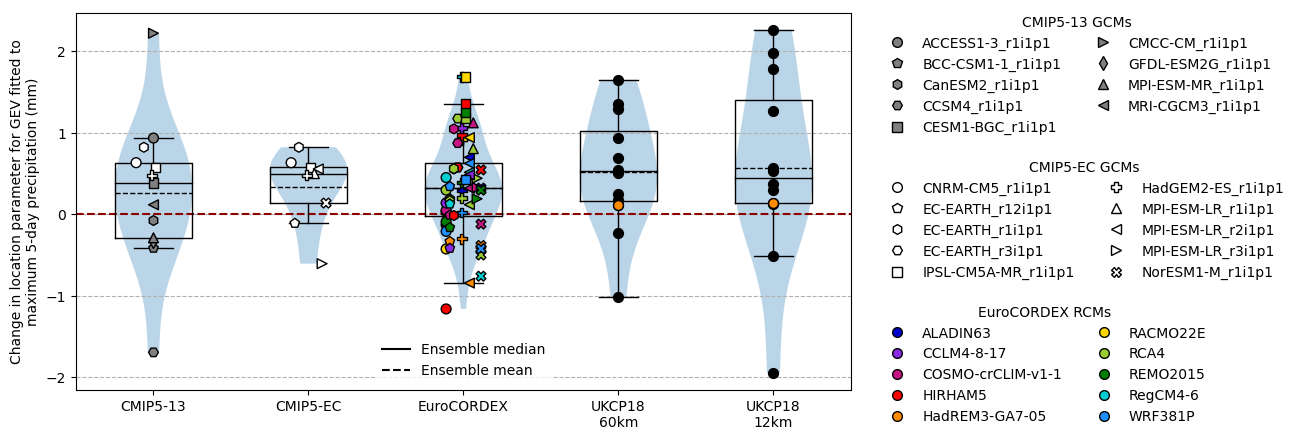 Change in location parameter for GEV fitted to
maximum 5-day precipitation (mm)
2
1
0
−1
−2
Ensemble median
Ensemble mean
CMIP5-13
CMIP5-EC
EuroCORDEX
UKCP18
60km
UKCP18
12km
CMIP5-13 GCMs
ACCESS1-3_r1i1p1
BCC-CSM1-1_r1i1p1
CanESM2_r1i1p1
CCSM4_r1i1p1
CESM1-BGC_r1i1p1
CMCC-CM_r1i1p1
GFDL-ESM2G_r1i1p1
MPI-ESM-MR_r1i1p1
MRI-CGCM3_r1i1p1
CMIP5-EC GCMs
CNRM-CM5_r1i1p1
EC-EARTH_r12i1p1
EC-EARTH_r1i1p1
EC-EARTH_r3i1p1
IPSL-CM5A-MR_r1i1p1
HadGEM2-ES_r1i1p1
MPI-ESM-LR_r1i1p1
MPI-ESM-LR_r2i1p1
MPI-ESM-LR_r3i1p1
NorESM1-M_r1i1p1
EuroCORDEX RCMs
ALADIN63
CCLM4-8-17
COSMO-crCLIM-v1-1
HIRHAM5
HadREM3-GA7-05
RACMO22E
RCA4
REMO2015
RegCM4-6
WRF381P